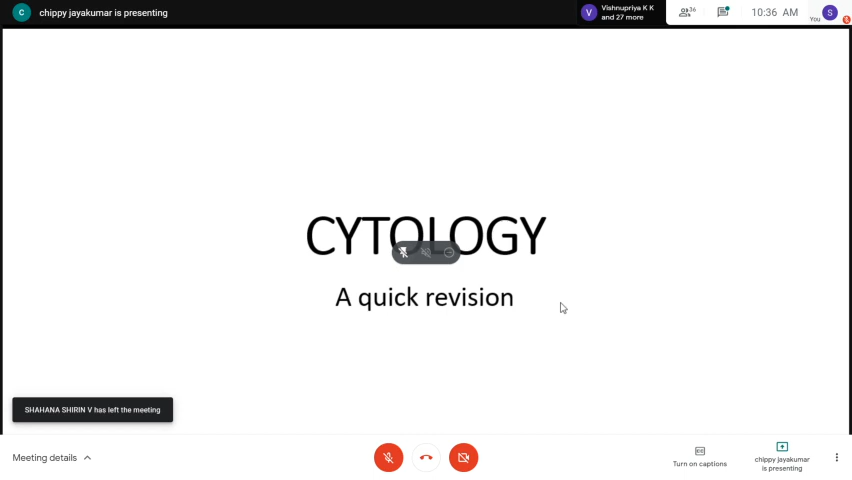 C
chippy jayakumar is presenting
V
Vishnupriya K K
and 27 more
36
10:36 AM
You
S
CYTOLOGY
A quick revision
SHAHANA SHIRIN V has left the meeting
Meeting details
Turn on captions
chippy jayakumar
is presenting